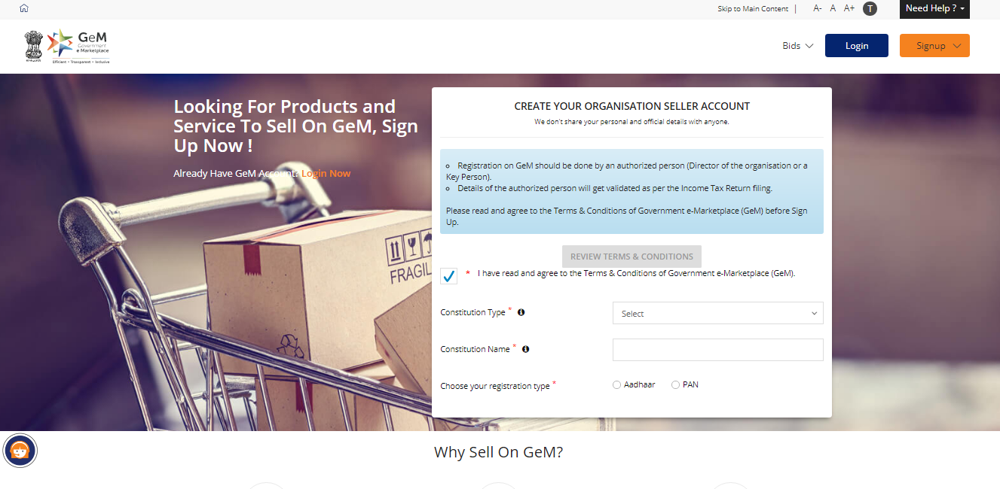 Skip to Main Content |
A- A A+ T
Need Help ?
GeM
Government
e Marketplace
Efficient • Transparent • Inclusive
Bids
Login
Signup
Looking For Products and
Service To Sell On GeM, Sign
Up Now !
Already Have GeM Account: Login Now
FRAGIL
CREATE YOUR ORGANISATION SELLER ACCOUNT
We don't share your personal and official details with anyone.
Registration on GeM should be done by an authorized person (Director of the organisation or a
Key Person).
Details of the authorized person will get validated as per the Income Tax Return filing.
Please read and agree to the Terms & Conditions of Government e-Marketplace (GeM) before Sign
Up.
REVIEW TERMS & CONDITIONS
* I have read and agree to the Terms & Conditions of Government e-Marketplace (GeM).
Constitution Type *
Select
Constitution Name *
Choose your registration type *
Aadhaar
PAN
Why Sell On GeM?